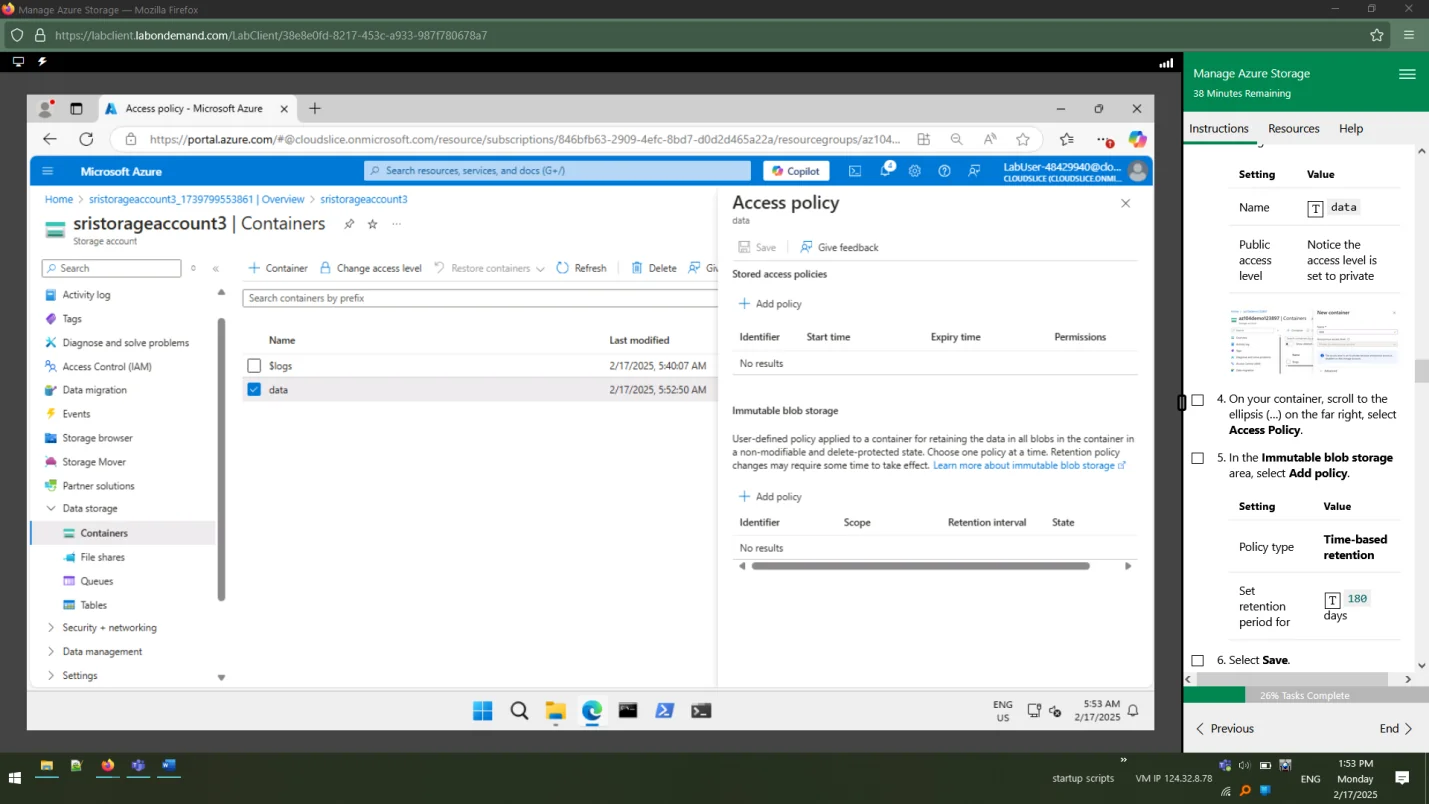 Manage Azure Storage — Mozilla Firefox
https://labclient.labondemand.com/LabClient/38e8e0fd-8217-453c-a933-987f780678a7
Access policy - Microsoft Azure
https://portal.azure.com/#@cloudslice.onmicrosoft.com/resource/subscriptions/846bfb63-2909-4efc-8bd7-d0d2d465a22a/resourcegroups/az104...
Microsoft Azure
Search resources, services, and docs (G+/)
Copilot
4
LabUser-48429940@clo...
CLOUDSLICE (CLOUDSLICE.ONMI...
Home > sristorageaccount3_1739799553861 | Overview > sristorageaccount3
sristorageaccount3 | Containers
Storage account
Search
Container
Change access level
Restore containers
Refresh
Delete
Giv
Search containers by prefix
Activity log
Tags
Diagnose and solve problems
Access Control (IAM)
Data migration
Events
Storage browser
Storage Mover
Partner solutions
Data storage
Containers
File shares
Queues
Tables
Security + networking
Data management
Settings
Name Last modified
$logs 2/17/2025, 5:40:07 AM
data 2/17/2025, 5:52:50 AM
Access policy
data
Save
Give feedback
Stored access policies
Add policy
Identifier Start time Expiry time Permissions
No results
Immutable blob storage
User-defined policy applied to a container for retaining the data in all blobs in the container
in a non-modifiable and delete-protected state. Choose one policy at a time. Retention policy
changes may require some time to take effect. Learn more about immutable blob storage
Add policy
Identifier Scope Retention interval State
No results
ENG
US
5:53 AM
2/17/2025
Manage Azure Storage
38 Minutes Remaining
Instructions Resources Help
Setting Value
Name T data
Public access level
Notice the access level is set to private
4. On your container, scroll to the
ellipsis (...) on the far right, select
Access Policy.
5. In the Immutable blob storage
area, select Add policy.
Setting Value
Policy type
Time-based retention
Set retention period for
T 180
days
6. Select Save.
26% Tasks Complete
Previous
End
startup scripts
VM IP 124.32.8.78
ENG
1:53 PM
Monday
2/17/2025